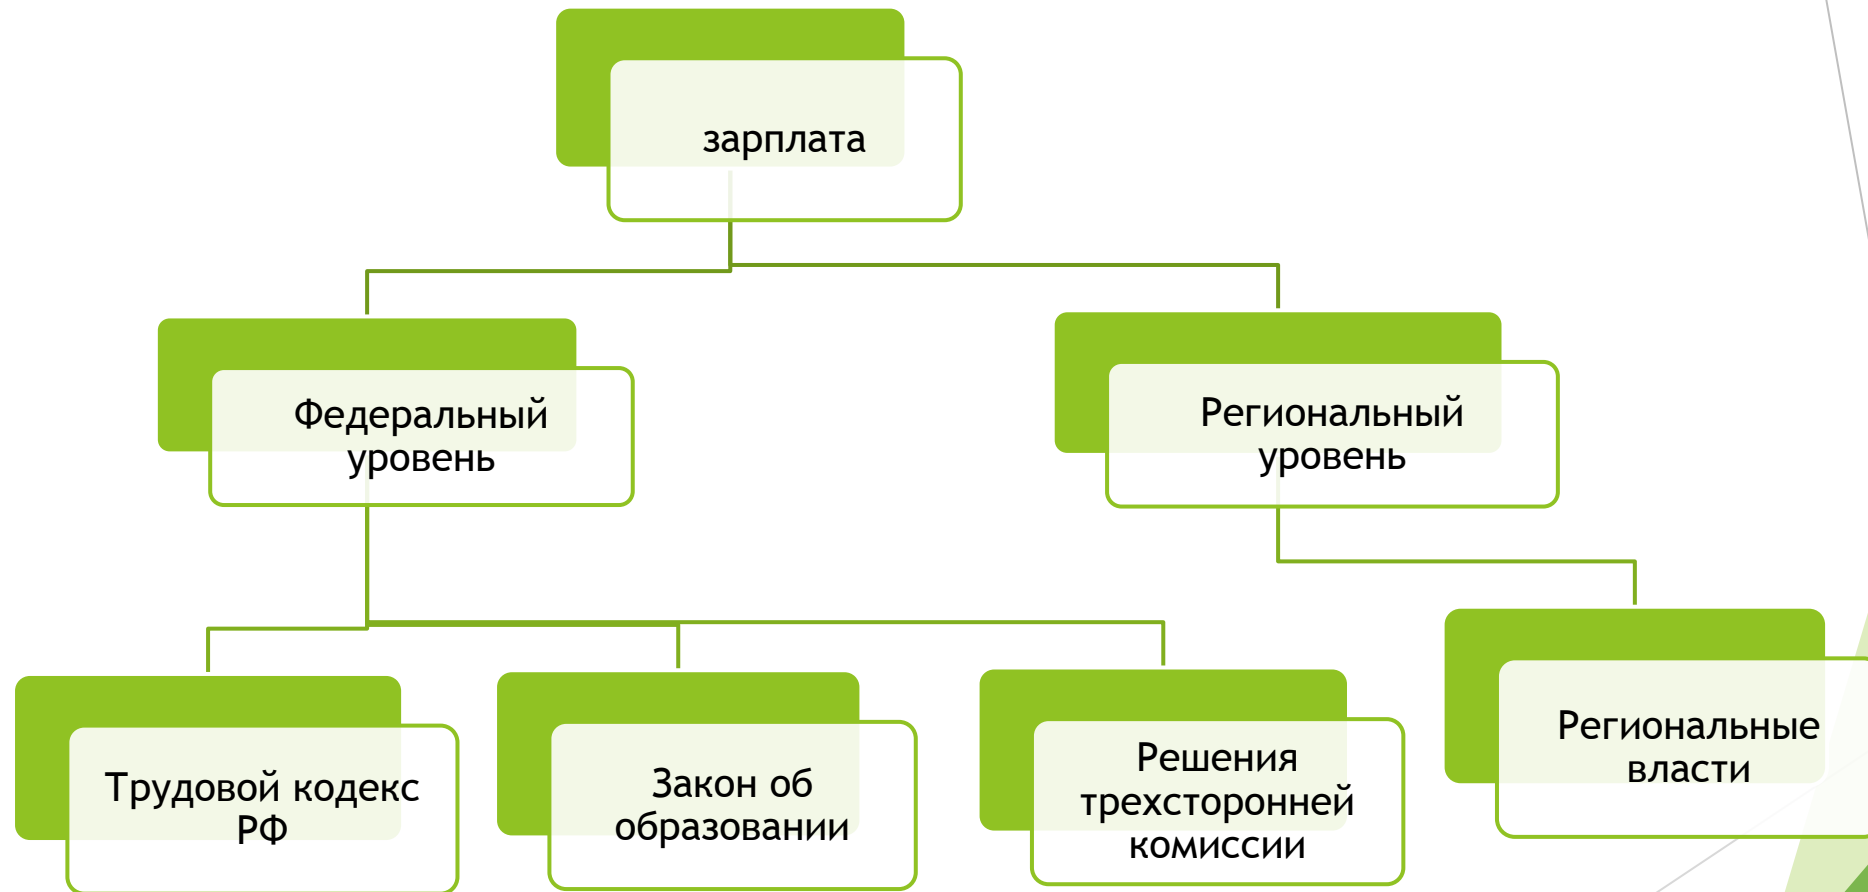 зарплата
Федеральный
уровень
Региональный
уровень
Трудовой кодекс
РФ
Закон об
образовании
Решения
трехсторонней
комиссии
Региональные
власти